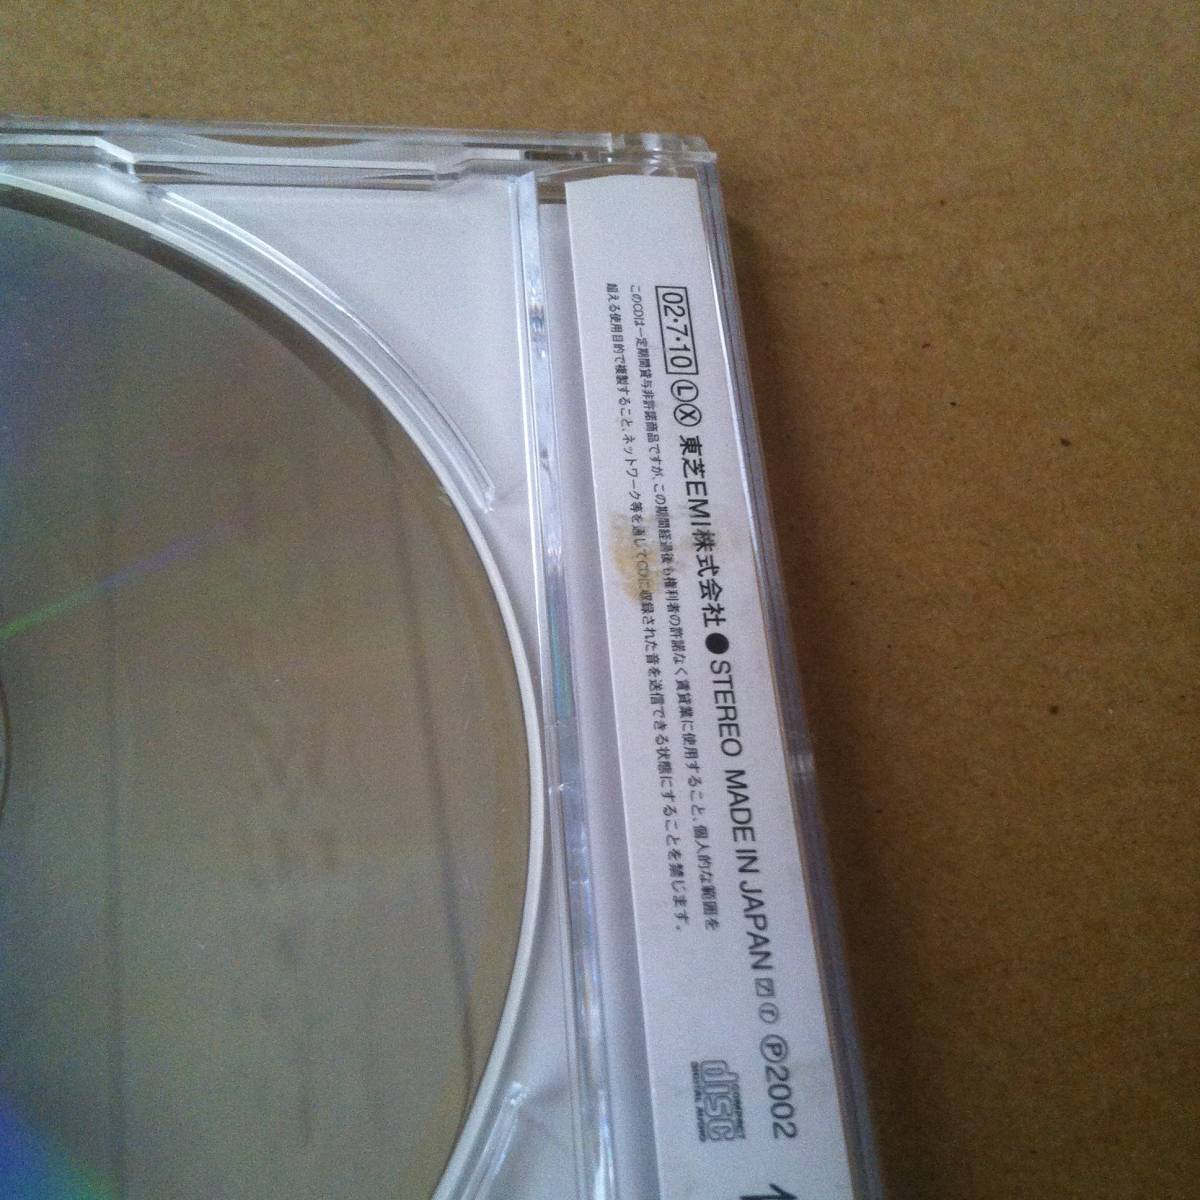 02・7・10 Ⓛ Ⓧ 東芝EMI株式会社 ● STEREO MADE IN JAPAN ☑ ⓡ Ⓟ2002
このCDは一定期間貸与非許諾商品ですが、この期間経過後も権利者の許諾なく賃貸業に使用すること、個人的な範囲を
超える使用目的で複製すること、ネットワーク等を通じてCDに収録された音を送信できる状態にすることを禁じます。
COMPACT
disc
DIGITAL AUDIO
1